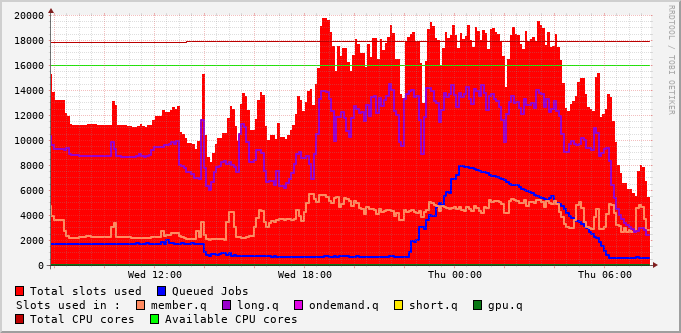 RRDTOOL / TOBI OETIKER
20000
18000
16000
14000
12000
10000
8000
6000
4000
2000
0
Wed 12:00 Wed 18:00 Thu 00:00 Thu 06:00
Total slots used Queued Jobs
Slots used in : member.q long.q ondemand.q short.q gpu.q
Total CPU cores Available CPU cores